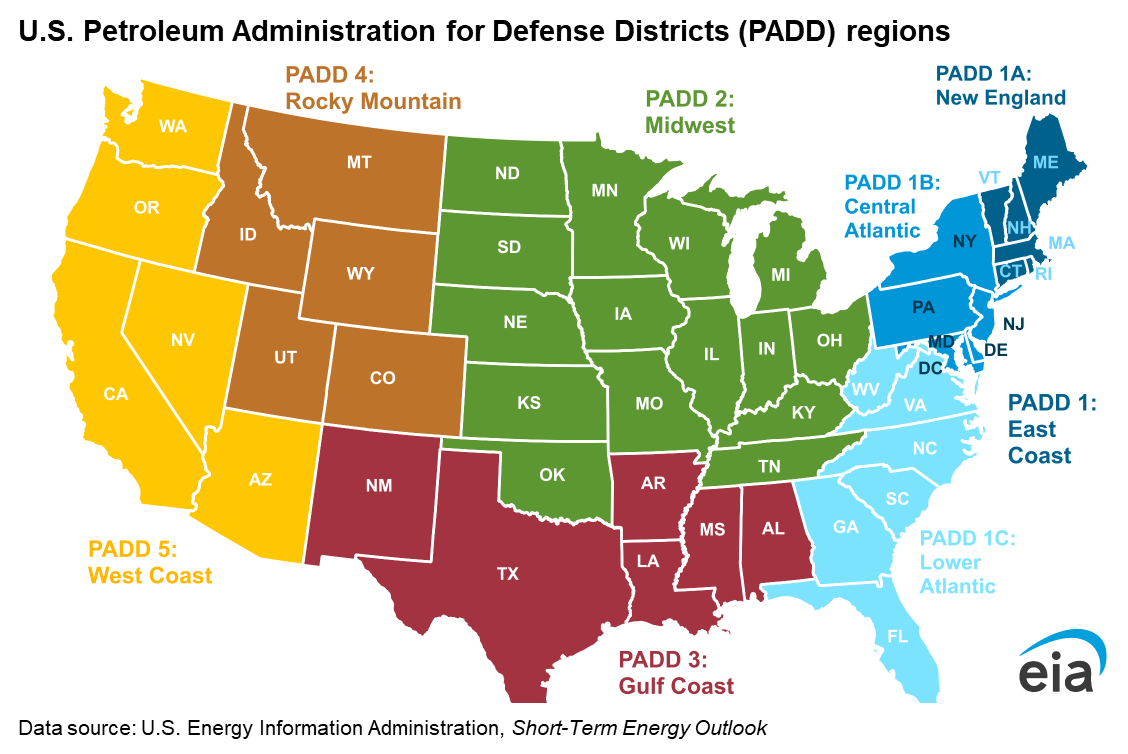 U.S. Petroleum Administration for Defense Districts (PADD) regions
PADD 4:
Rocky Mountain
PADD 2:
Midwest
PADD 1A:
New England
PADD 1B:
Central
Atlantic
WA
OR
CA
NV
ID
MT
WY
UT
CO
AZ
NM
ND
SD
NE
KS
OK
TX
MN
IA
MO
AR
LA
WI
IL
MI
IN
OH
KY
TN
MS
AL
GA
FL
SC
NC
VA
WV
PA
NY
VT
NH
ME
MA
CT
RI
NJ
MD
DE
DC
PADD 1:
East
Coast
PADD 5:
West Coast
PADD 1C:
Lower
Atlantic
PADD 3:
Gulf Coast
eia
Data source: U.S. Energy Information Administration, Short-Term Energy Outlook